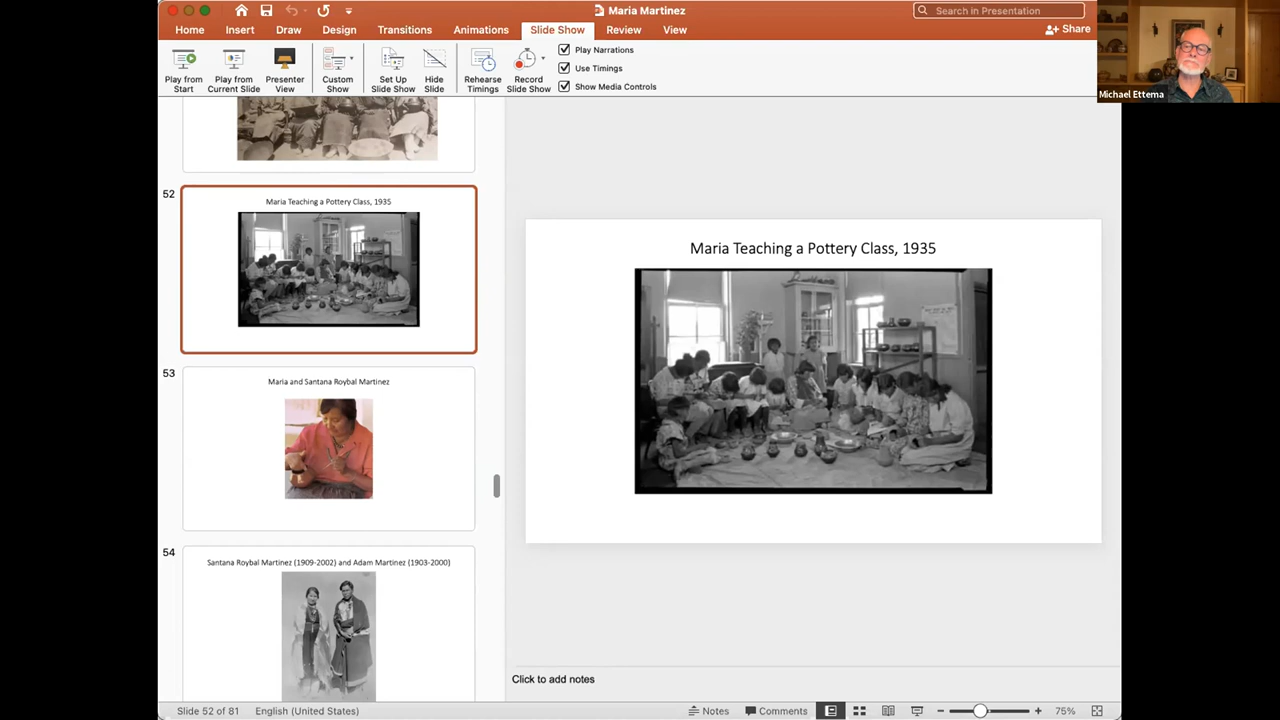 Maria Martinez
Search in Presentation
Home
Insert
Draw
Design
Transitions
Animations
Slide Show
Review
View
Share
Play from
Start
Play from
Current Slide
Presenter
View
Custom
Show
Set Up
Slide Show
Hide
Slide
Rehearse
Timings
Record
Slide Show
Play Narrations
Use Timings
Show Media Controls
Michael Ettema
52
Maria Teaching a Pottery Class, 1935
53
Maria and Santana Roybal Martinez
54
Santana Roybal Martinez (1909-2002) and Adam Martinez (1903-2000)
Maria Teaching a Pottery Class, 1935
Click to add notes
Slide 52 of 81
English (United States)
Notes
Comments
75%